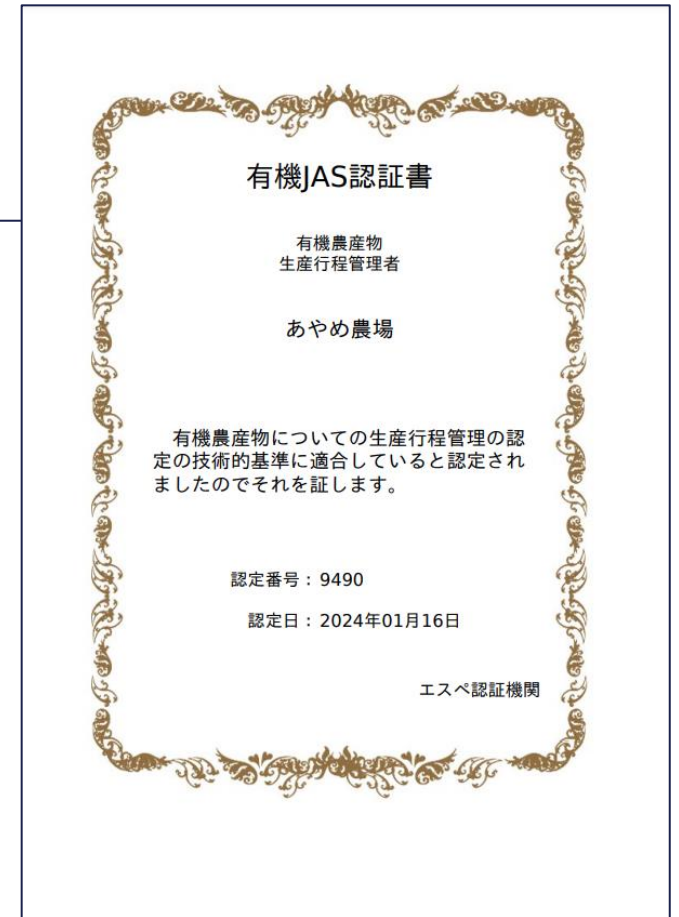 有機JAS認証書
有機農産物
生産行程管理者
あやめ農場
有機農産物についての生産行程管理の認
定の技術的基準に適合していると認定され
ましたのでそれを証します。
認定番号：9490
認定日：2024年01月16日
エスペ認証機関